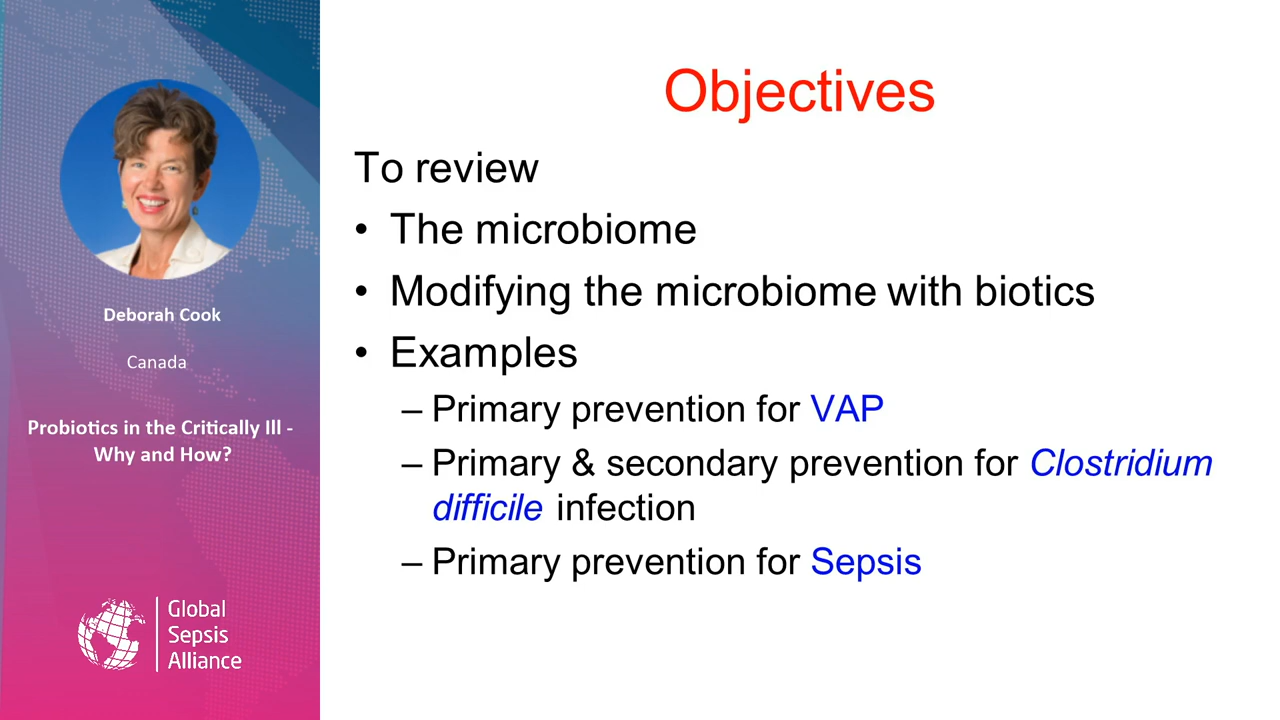 Deborah Cook
Canada
Probiotics in the Critically Ill -
Why and How?
Global
Sepsis
Alliance
Objectives
To review
• The microbiome
• Modifying the microbiome with biotics
• Examples
– Primary prevention for VAP
– Primary & secondary prevention for Clostridium
difficile infection
– Primary prevention for Sepsis